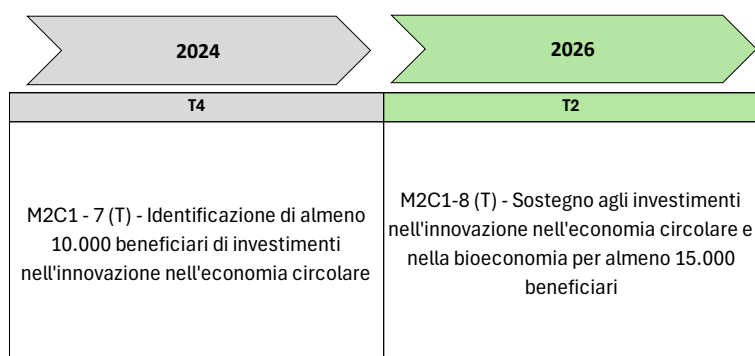 2024
2026
T4
T2
M2C1 - 7 (T) - Identificazione di almeno
10.000 beneficiari di investimenti
nell'innovazione nell'economia circolare
M2C1-8 (T) - Sostegno agli investimenti
nell'innovazione nell'economia circolare e
nella bioeconomia per almeno 15.000
beneficiari